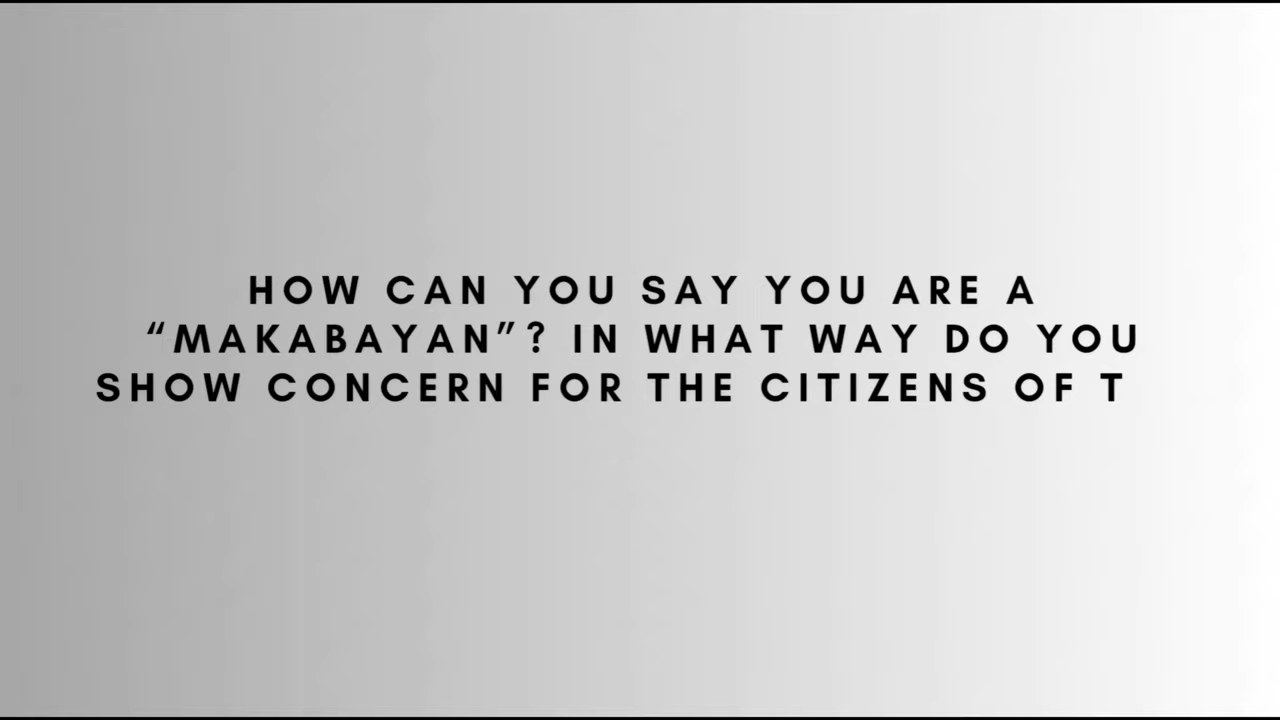 HOW CAN YOU SAY YOU ARE A
“MAKABAYAN”? IN WHAT WAY DO YOU
SHOW CONCERN FOR THE CITIZENS OF T